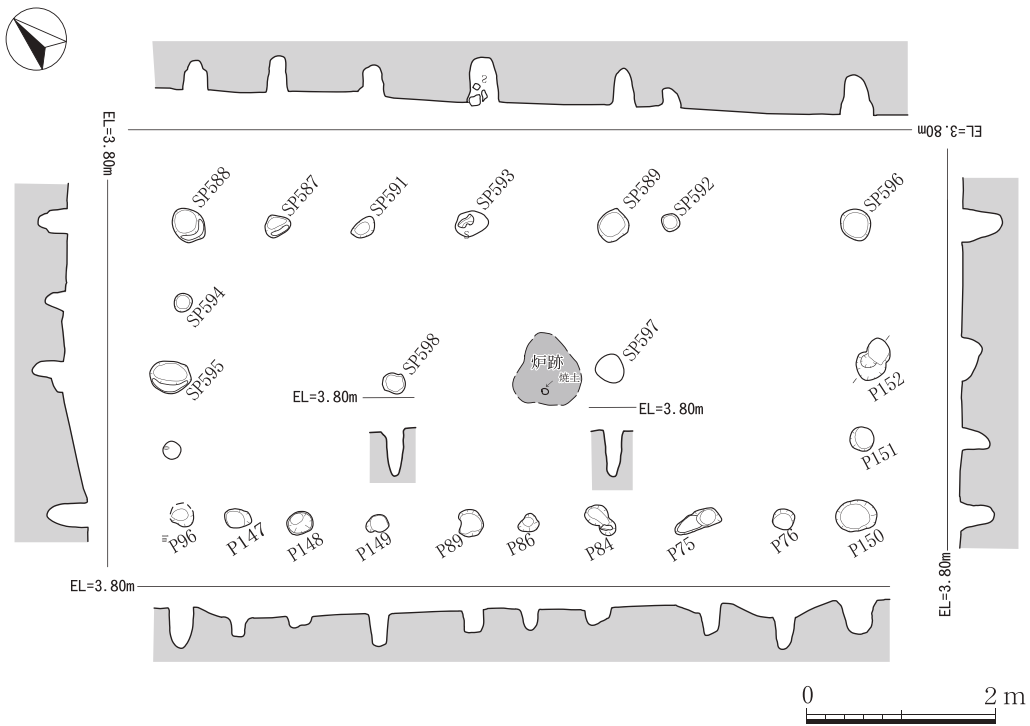 2
EL=3.80m
EL=3.80m
SP588
SP587
SP591
SP593
SP589
SP592
SP596
S
SP594
SP595
SP598
炉跡
焼土
SP597
P152
EL=3.80m
EL=3.80m
P151
P96
P147
P148
P149
P89
P86
P84
P75
P76
P150
EL=3.80m
EL=3.80m
0
2 m